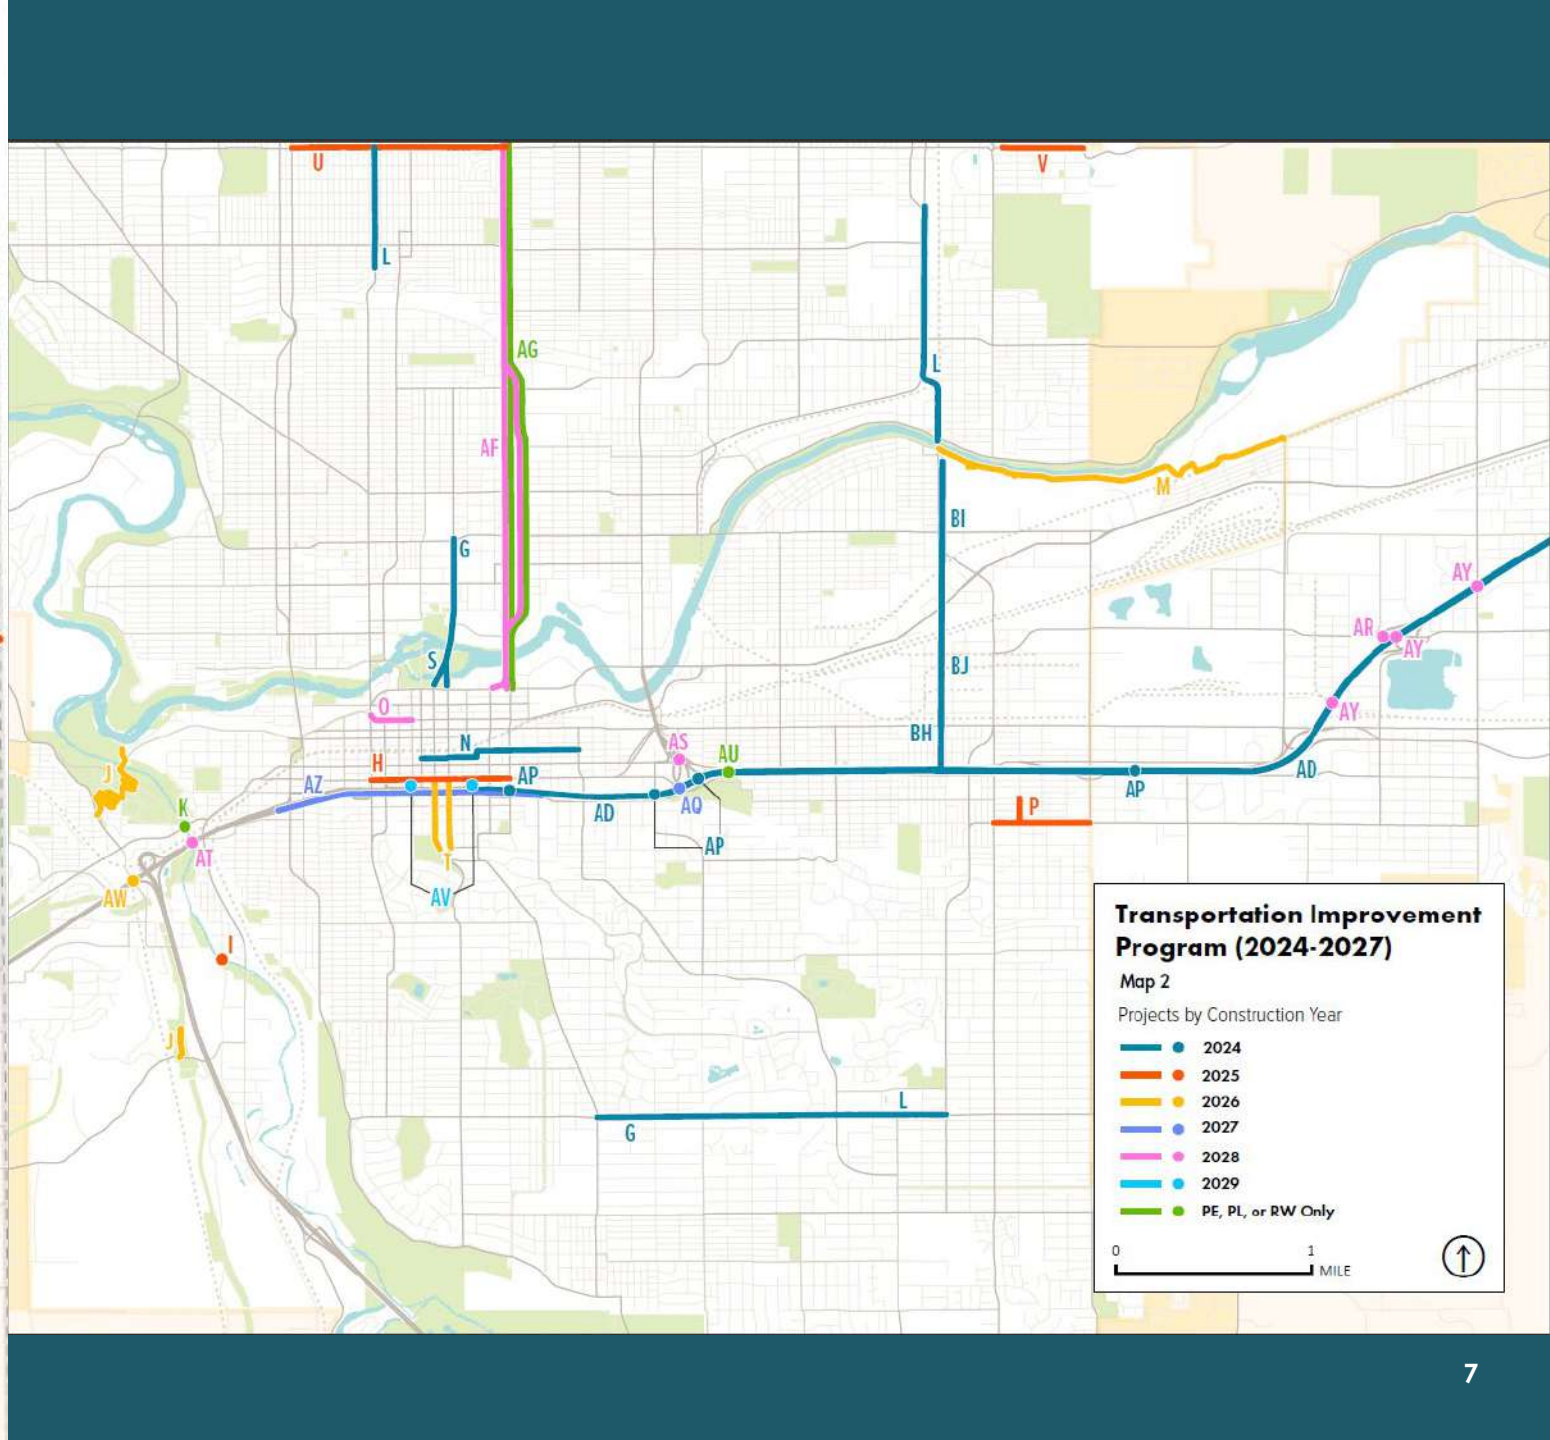 U
V
L
L
AG
AF
M
BI
G
AY
AR
AY
S
BJ
O
AY
BH
N
AS
AU
H
AP
AD
J
AZ
AP
AD
AQ
P
K
AP
AT
T
AW
AV
I
J
L
G
Transportation Improvement
Program (2024-2027)
Map 2
Projects by Construction Year
2024
2025
2026
2027
2028
2029
PE, PL, or RW Only
0 1
MILE
7